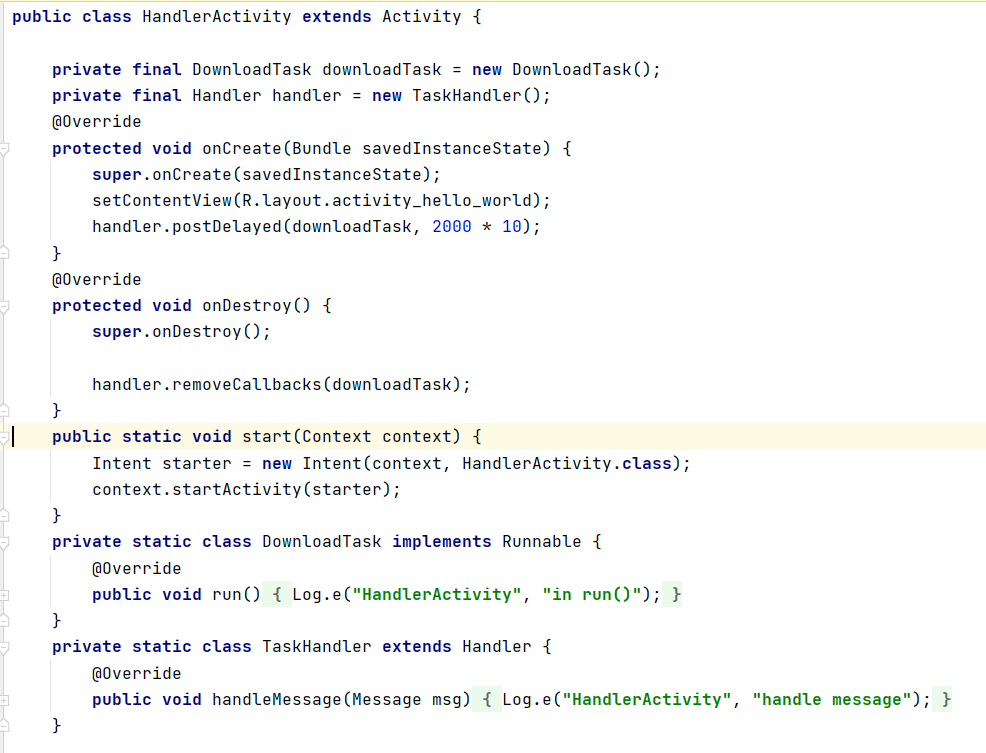 public class HandlerActivity extends Activity {
private final DownloadTask downloadTask = new DownloadTask();
private final Handler handler = new TaskHandler();
@Override
protected void onCreate(Bundle savedInstanceState) {
super.onCreate(savedInstanceState);
setContentView(R.layout.activity_hello_world);
handler.postDelayed(downloadTask, 2000 * 10);
}
@Override
protected void onDestroy() {
super.onDestroy();
handler.removeCallbacks(downloadTask);
}
public static void start(Context context) {
Intent starter = new Intent(context, HandlerActivity.class);
context.startActivity(starter);
}
private static class DownloadTask implements Runnable {
@Override
public void run() { Log.e("HandlerActivity", "in run()"); }
}
private static class TaskHandler extends Handler {
@Override
public void handleMessage(Message msg) { Log.e("HandlerActivity", "handle message"); }
}